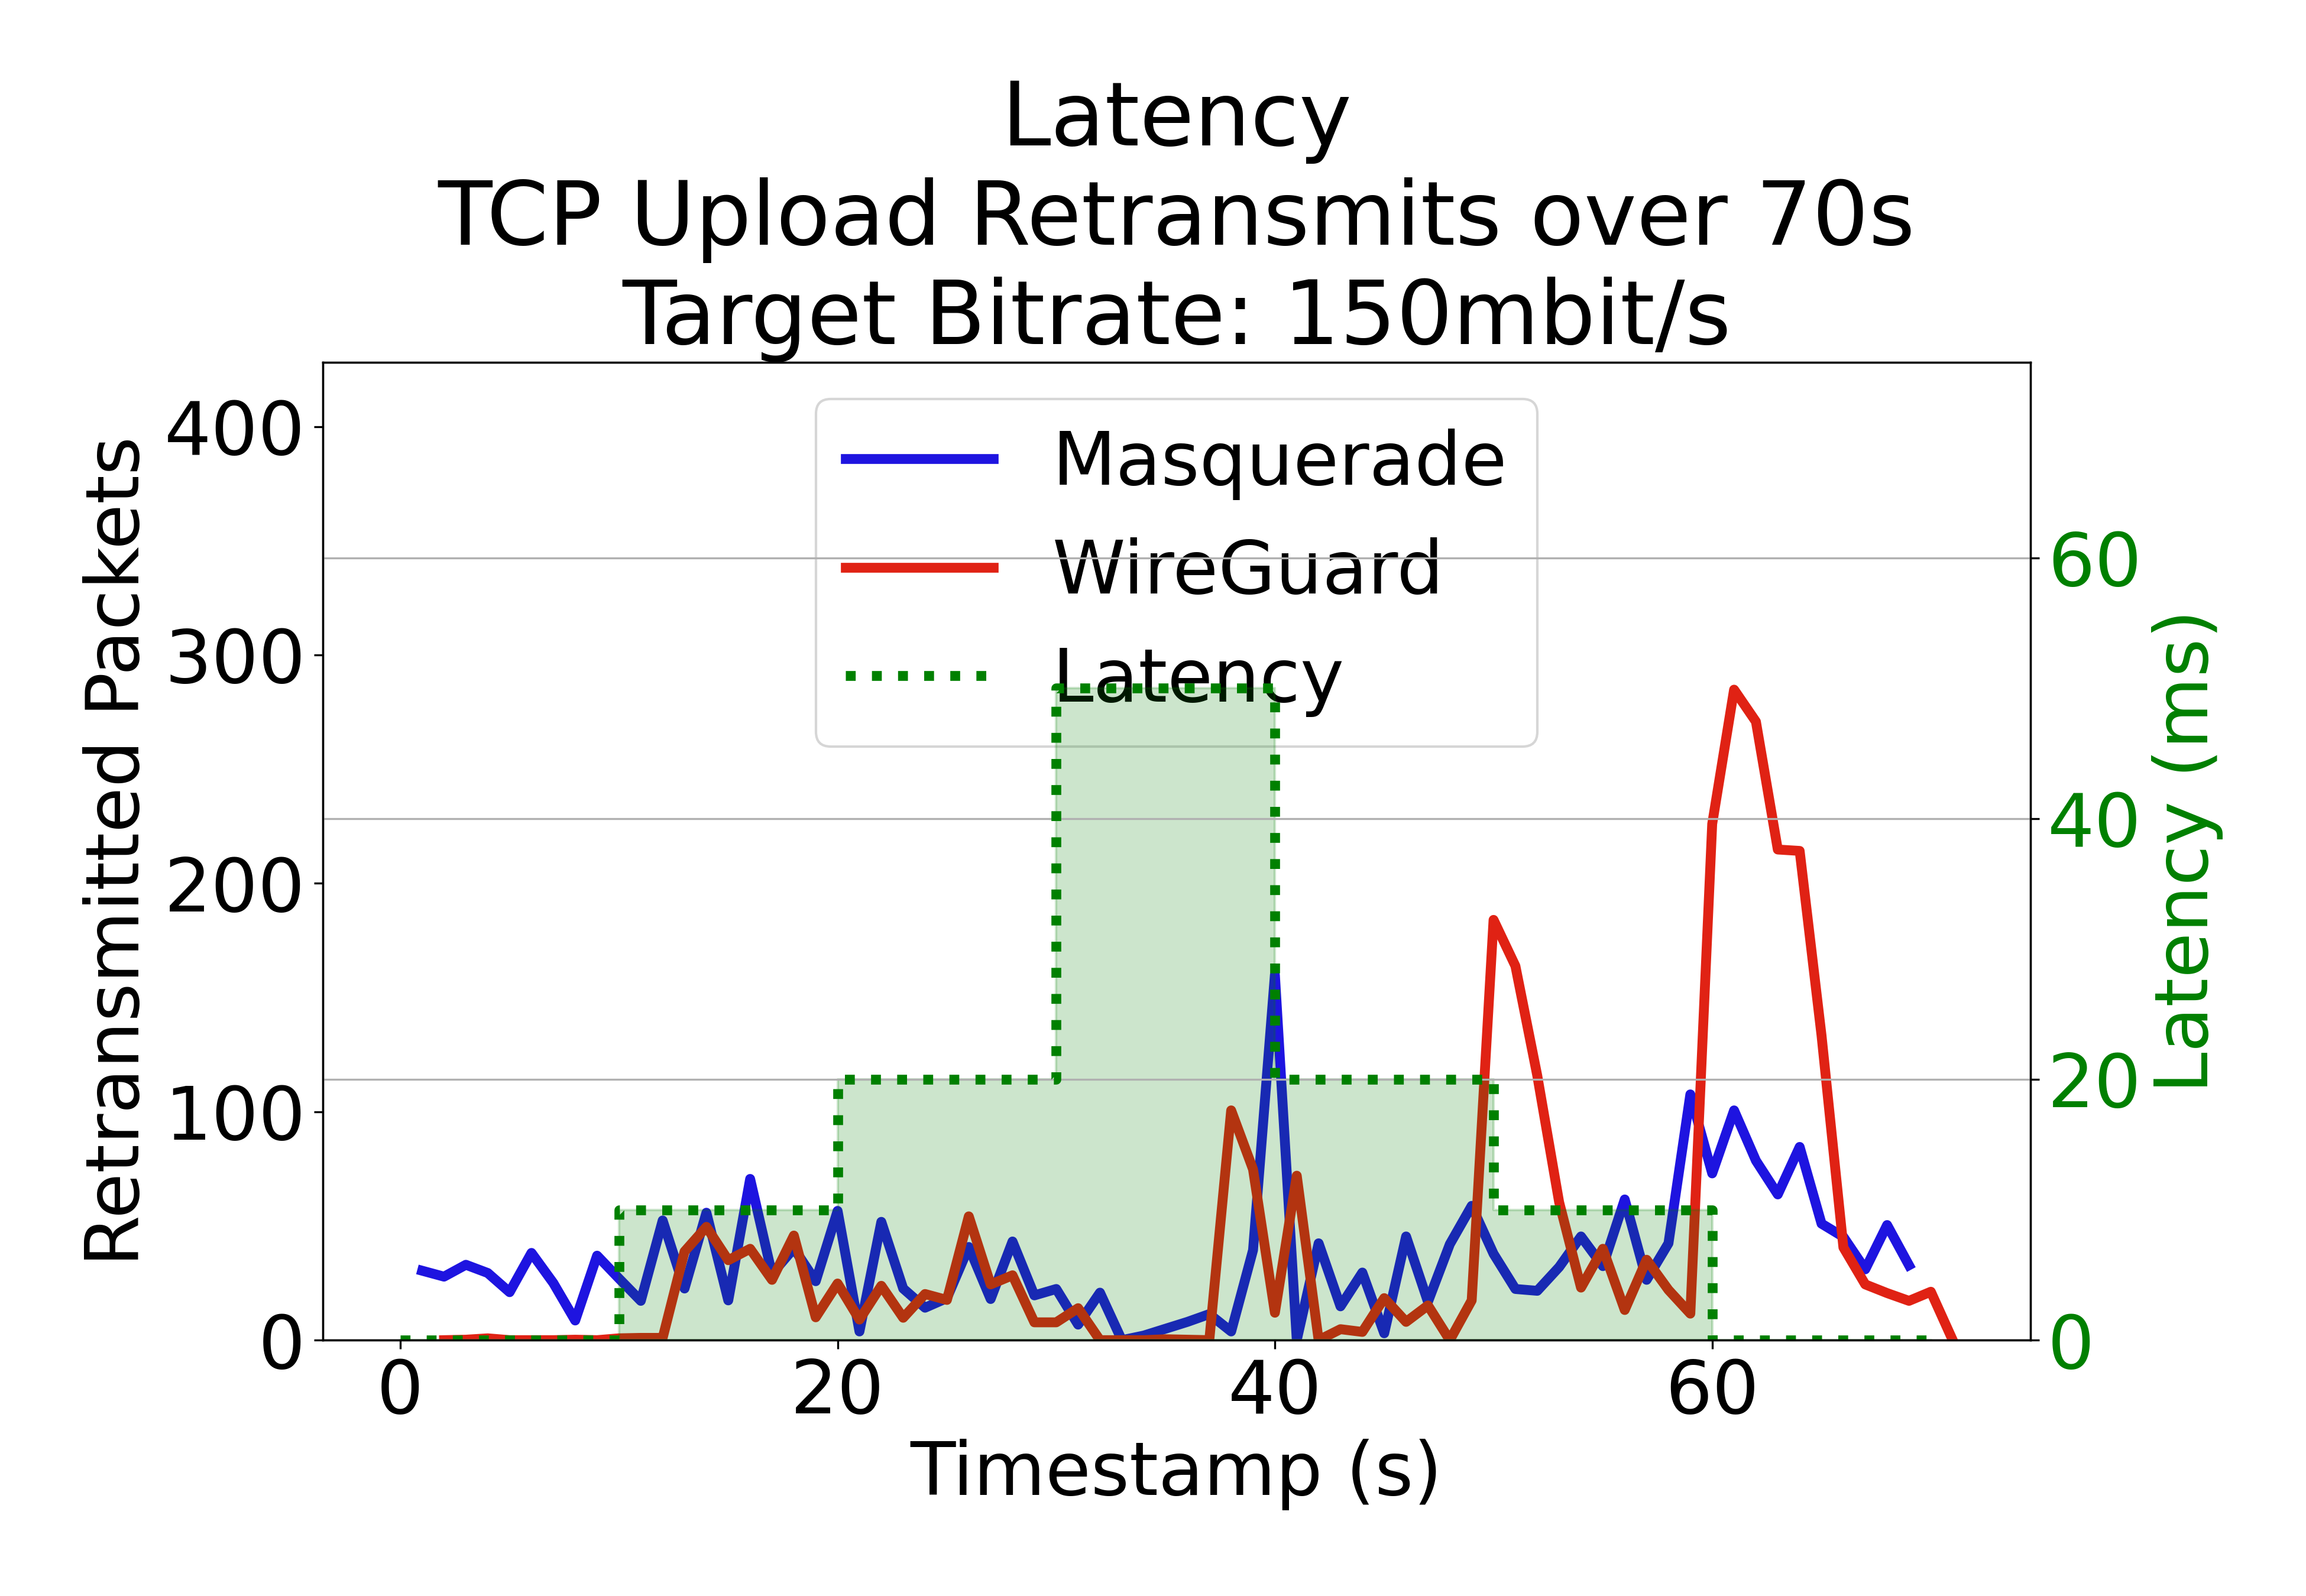 Latency
TCP Upload Retransmits over 70s
Target Bitrate: 150mbit/s
Retransmitted Packets
400
300
200
100
0
Masquerade
WireGuard
Latency
60
40
20
0
Latency (ms)
0 20 40 60
Timestamp (s)